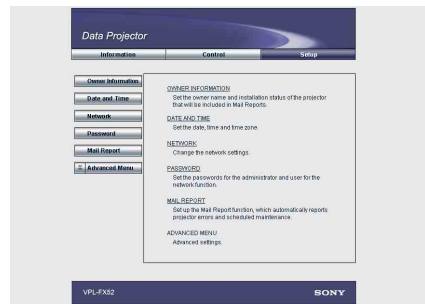 Data Projector
Information Control Setup
Owner Information
Date and Time
Network
Password
Mail Report
Advanced Menu
OWNER INFORMATION
Set the owner name and installation status of the projector
that will be included in Mail Reports.
DATE AND TIME
Set the date, time and time zone.
NETWORK
Change the network settings.
PASSWORD
Set the passwords for the administrator and user for the
network function.
MAIL REPORT
Set up the Mail Report function, which automatically reports
projector errors and scheduled maintenance.
ADVANCED MENU
Advanced settings.
VPL-FX52 SONY